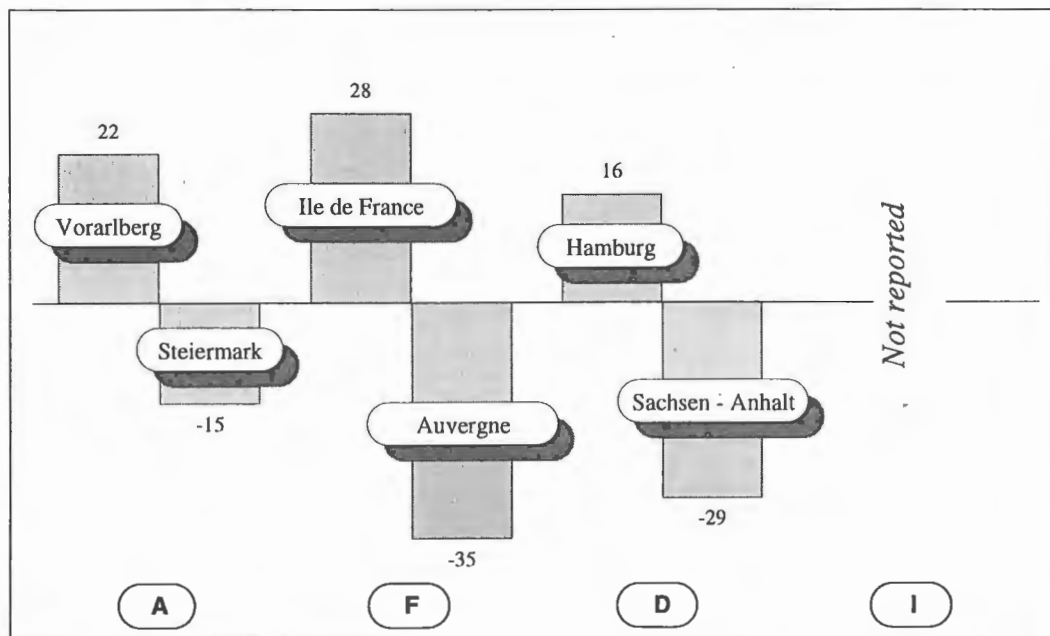 28
22
16
Ile de France
Vorarlberg
Hamburg
Not reported
Steiermark
Sachsen - Anhalt
Auvergne
-15
-29
-35
A
F
D
I